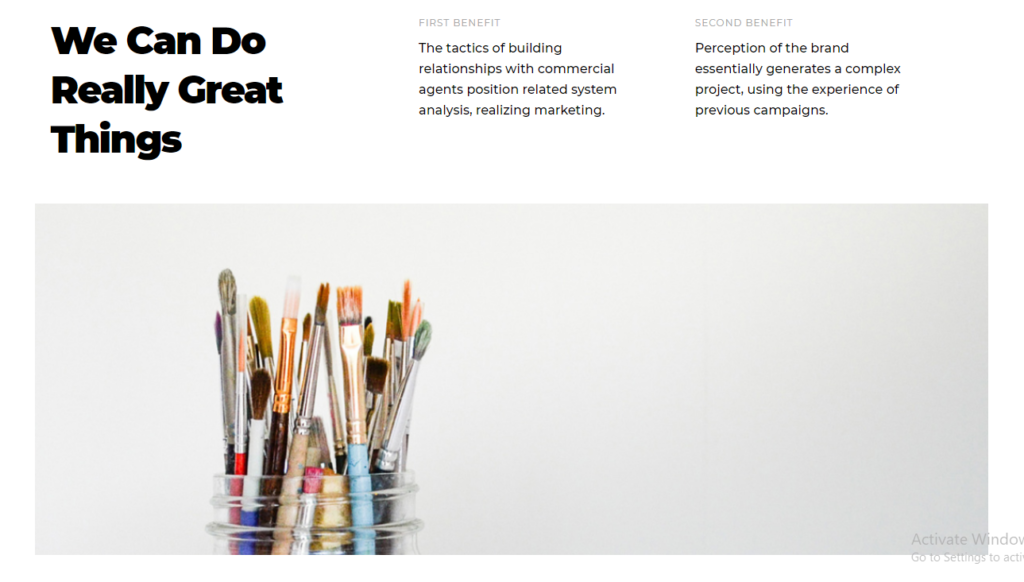 We Can Do
Really Great
Things
FIRST BENEFIT
The tactics of building
relationships with commercial
agents position related system
analysis, realizing marketing.
SECOND BENEFIT
Perception of the brand
essentially generates a complex
project, using the experience of
previous campaigns.
Activate Window
Go to Settings to activ